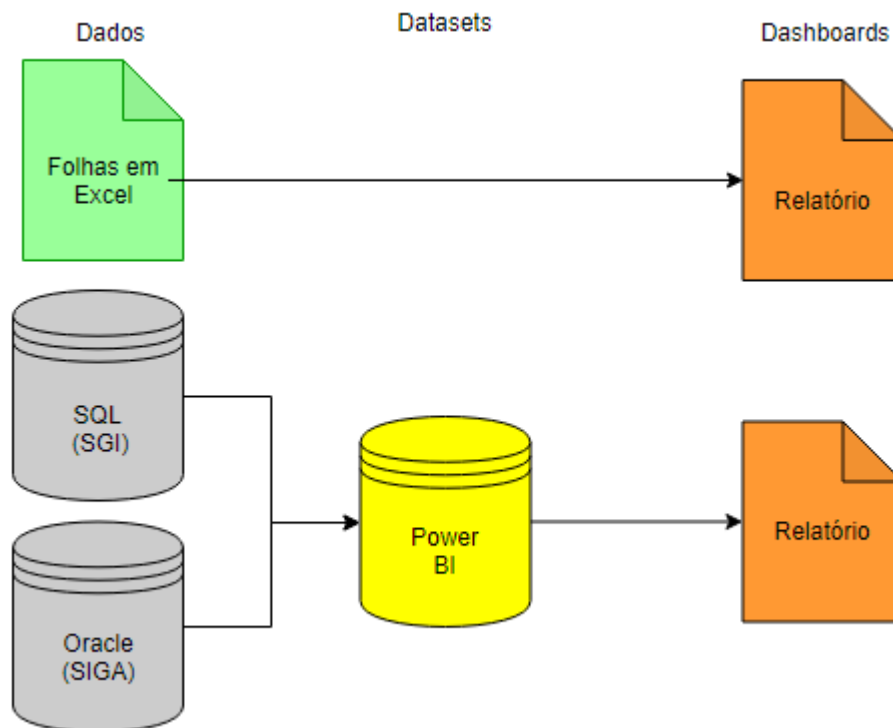 Dados
Datasets
Dashboards
Folhas em
Excel
Relatório
SQL
(SGI)
Power
BI
Relatório
Oracle
(SIGA)